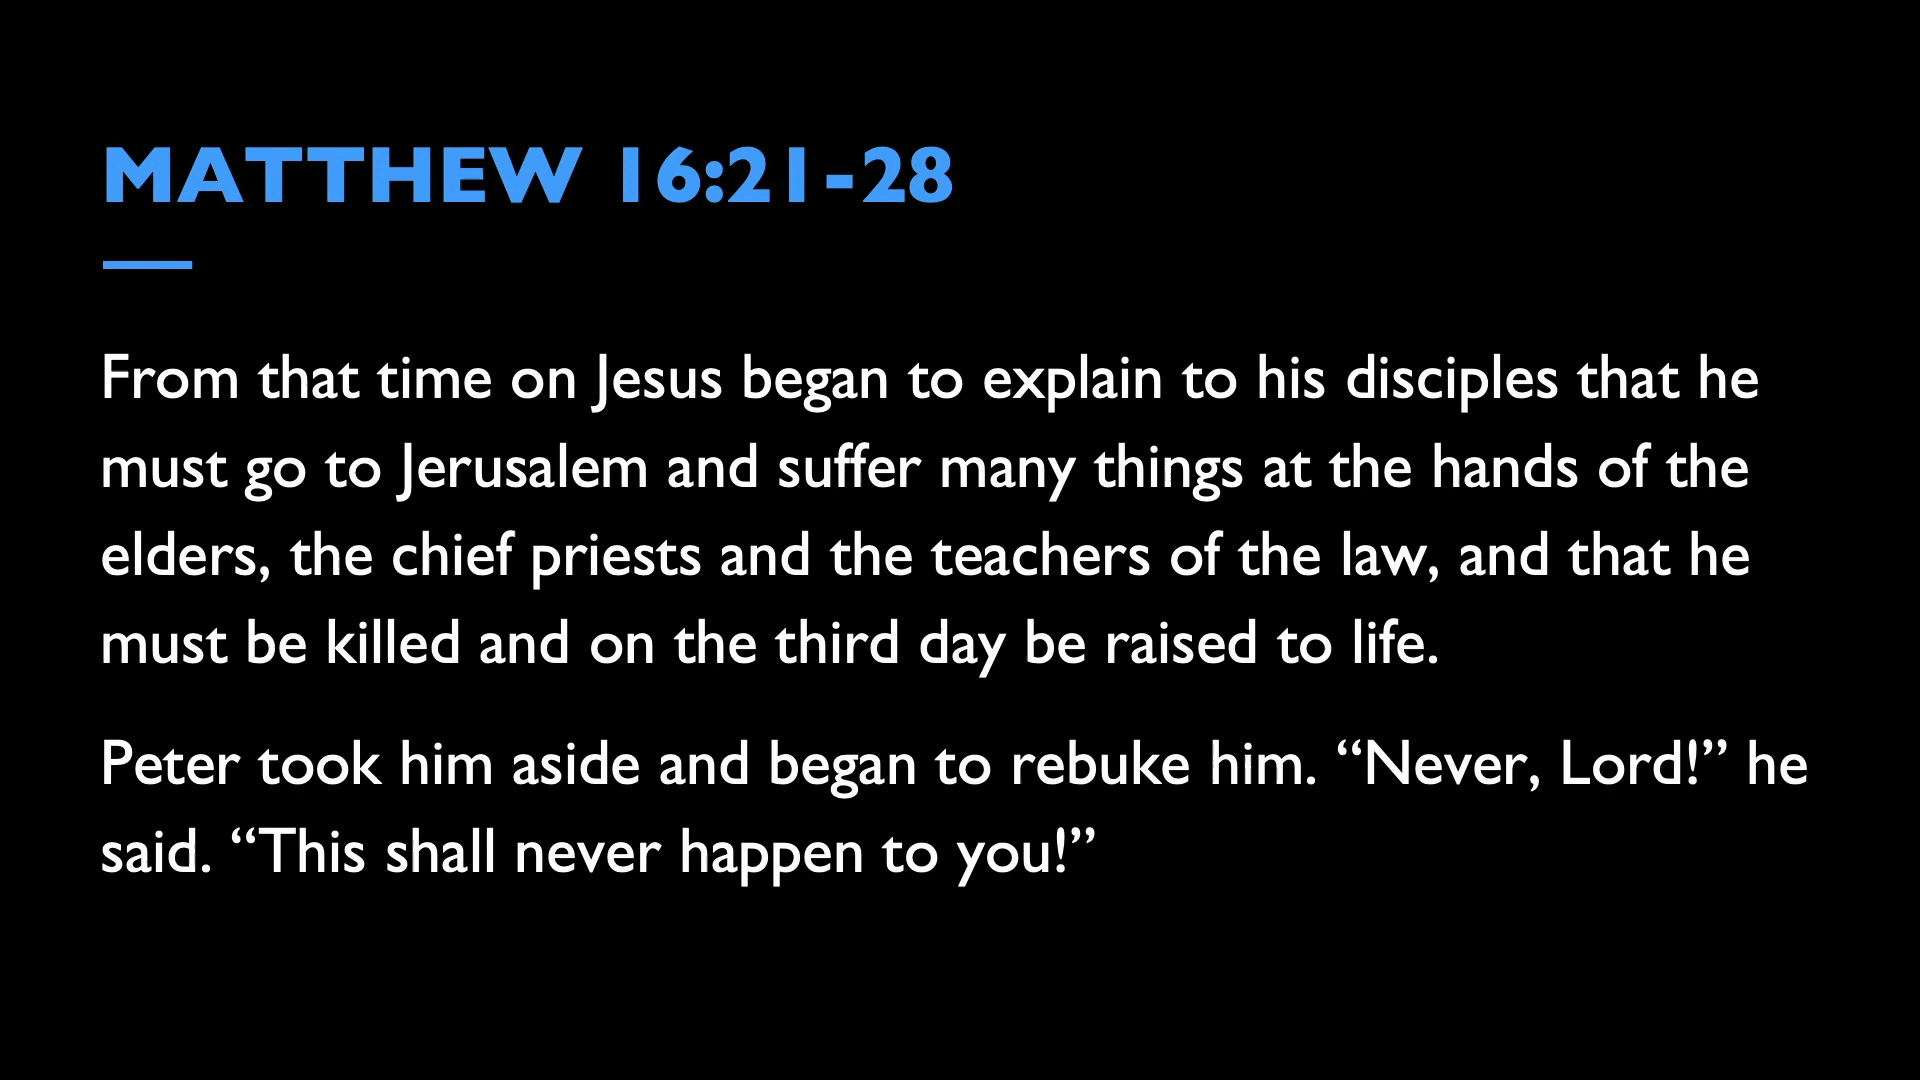 MATTHEW 16:21-28
From that time on Jesus began to explain to his disciples that he
must go to Jerusalem and suffer many things at the hands of the
elders, the chief priests and the teachers of the law, and that he
must be killed and on the third day be raised to life.
Peter took him aside and began to rebuke him. “Never, Lord!” he
said. “This shall never happen to you!”